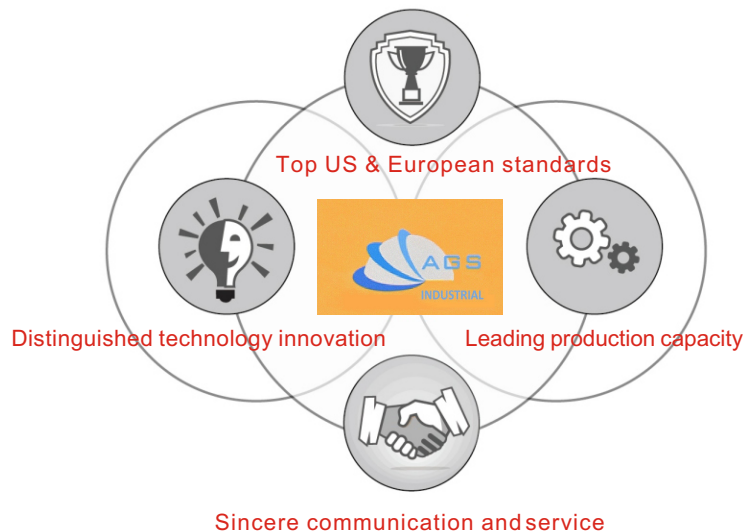 Top US & European standards
AGS
INDUSTRIAL
Distinguished technology innovation
Leading production capacity
Sincere communication and service